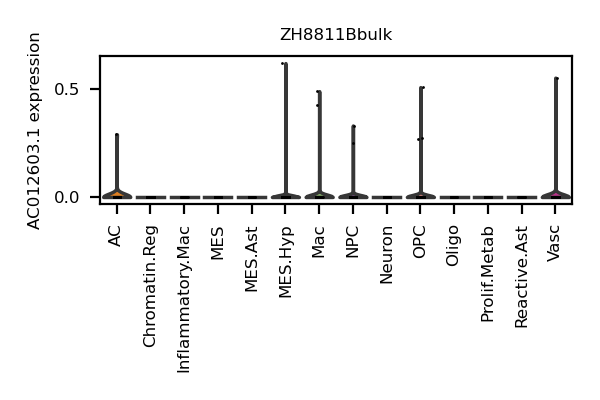 ZH8811Bbulk
AC012603.1 expression
0.5
0.0
AC
Chromatin.Reg
Inflammatory.Mac
MES
MES.Ast
MES.Hyp
Mac
NPC
Neuron
OPC
Oligo
Prolif.Metab
Reactive.Ast
Vasc